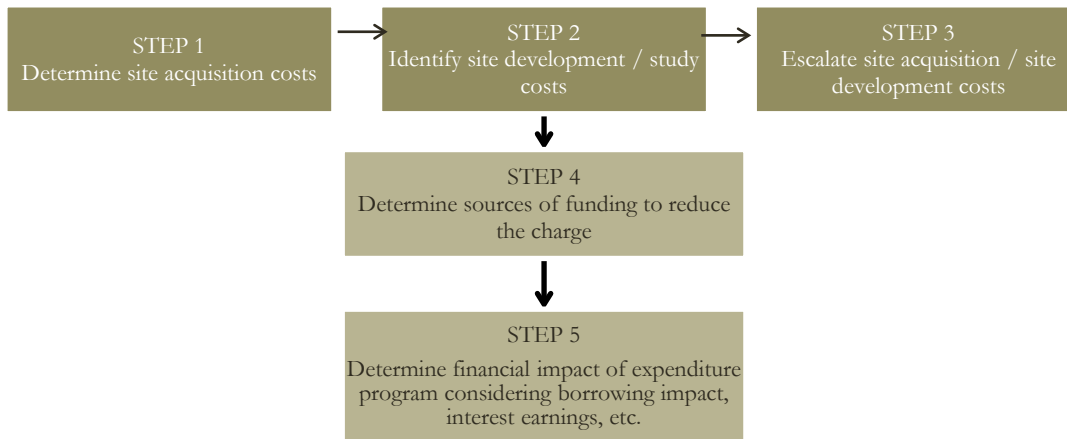 STEP 1
Determine site acquisition costs
STEP 2
Identify site development / study
costs
STEP 3
Escalate site acquisition / site
development costs
STEP 4
Determine sources of funding to reduce
the charge
STEP 5
Determine financial impact of expenditure
program considering borrowing impact,
interest earnings, etc.